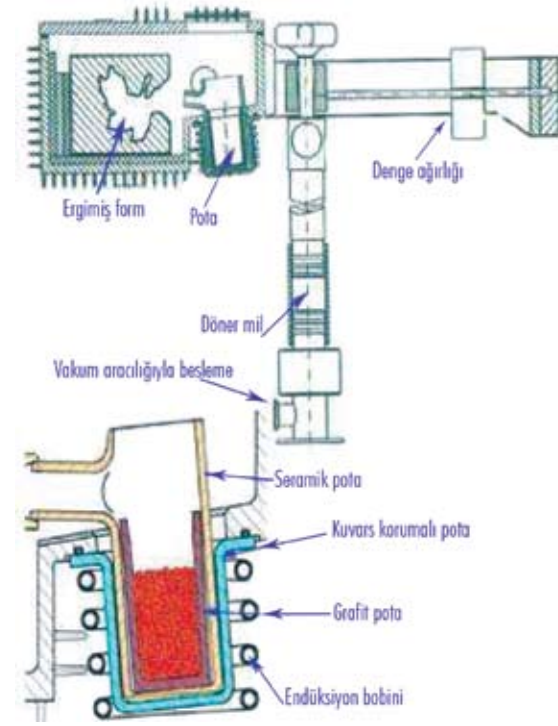 Denge ağırlığı
Ergimiş form
Pota
Döner mil
Vakum aracılığıyla besleme
Seramik pota
Kuvars korumalı pota
Grafit pota
Endüksiyon bobini